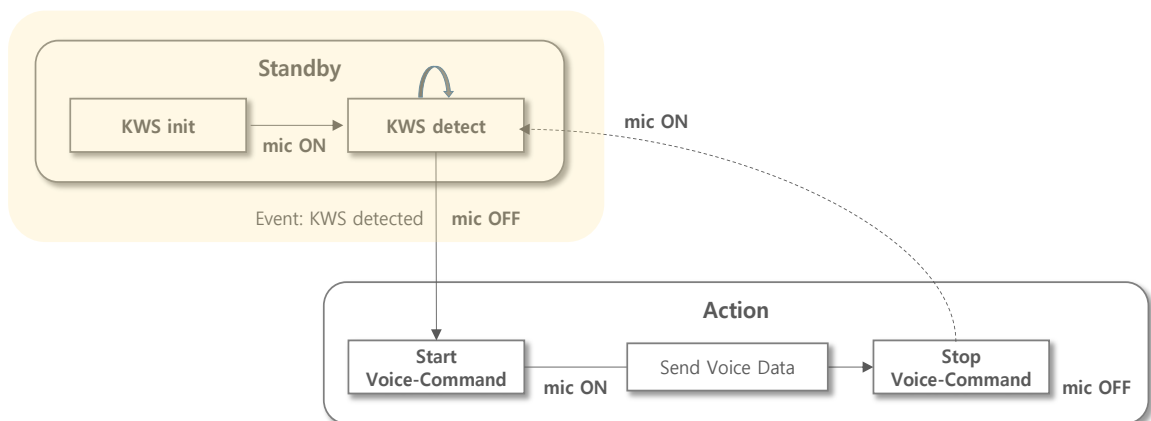 Standby
KWS init
mic ON
KWS detect
mic ON
Event: KWS detected
mic OFF
Action
Start
Voice-Command
mic ON
Send Voice Data
Stop
Voice-Command
mic OFF